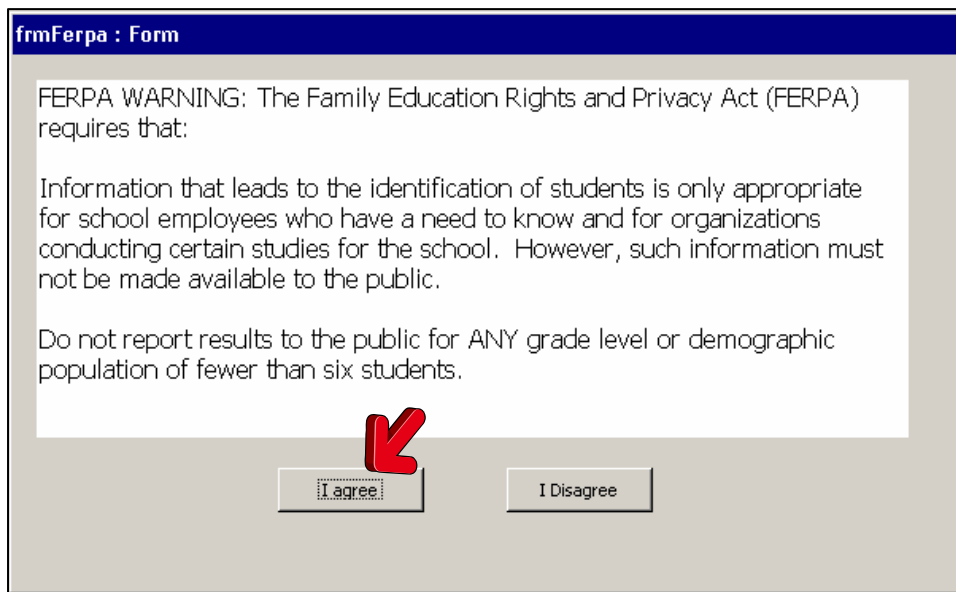 frmFerpa : Form
FERPA WARNING: The Family Education Rights and Privacy Act (FERPA)
requires that:
Information that leads to the identification of students is only appropriate
for school employees who have a need to know and for organizations
conducting certain studies for the school. However, such information must
not be made available to the public.
Do not report results to the public for ANY grade level or demographic
population of fewer than six students.
I agree
I Disagree